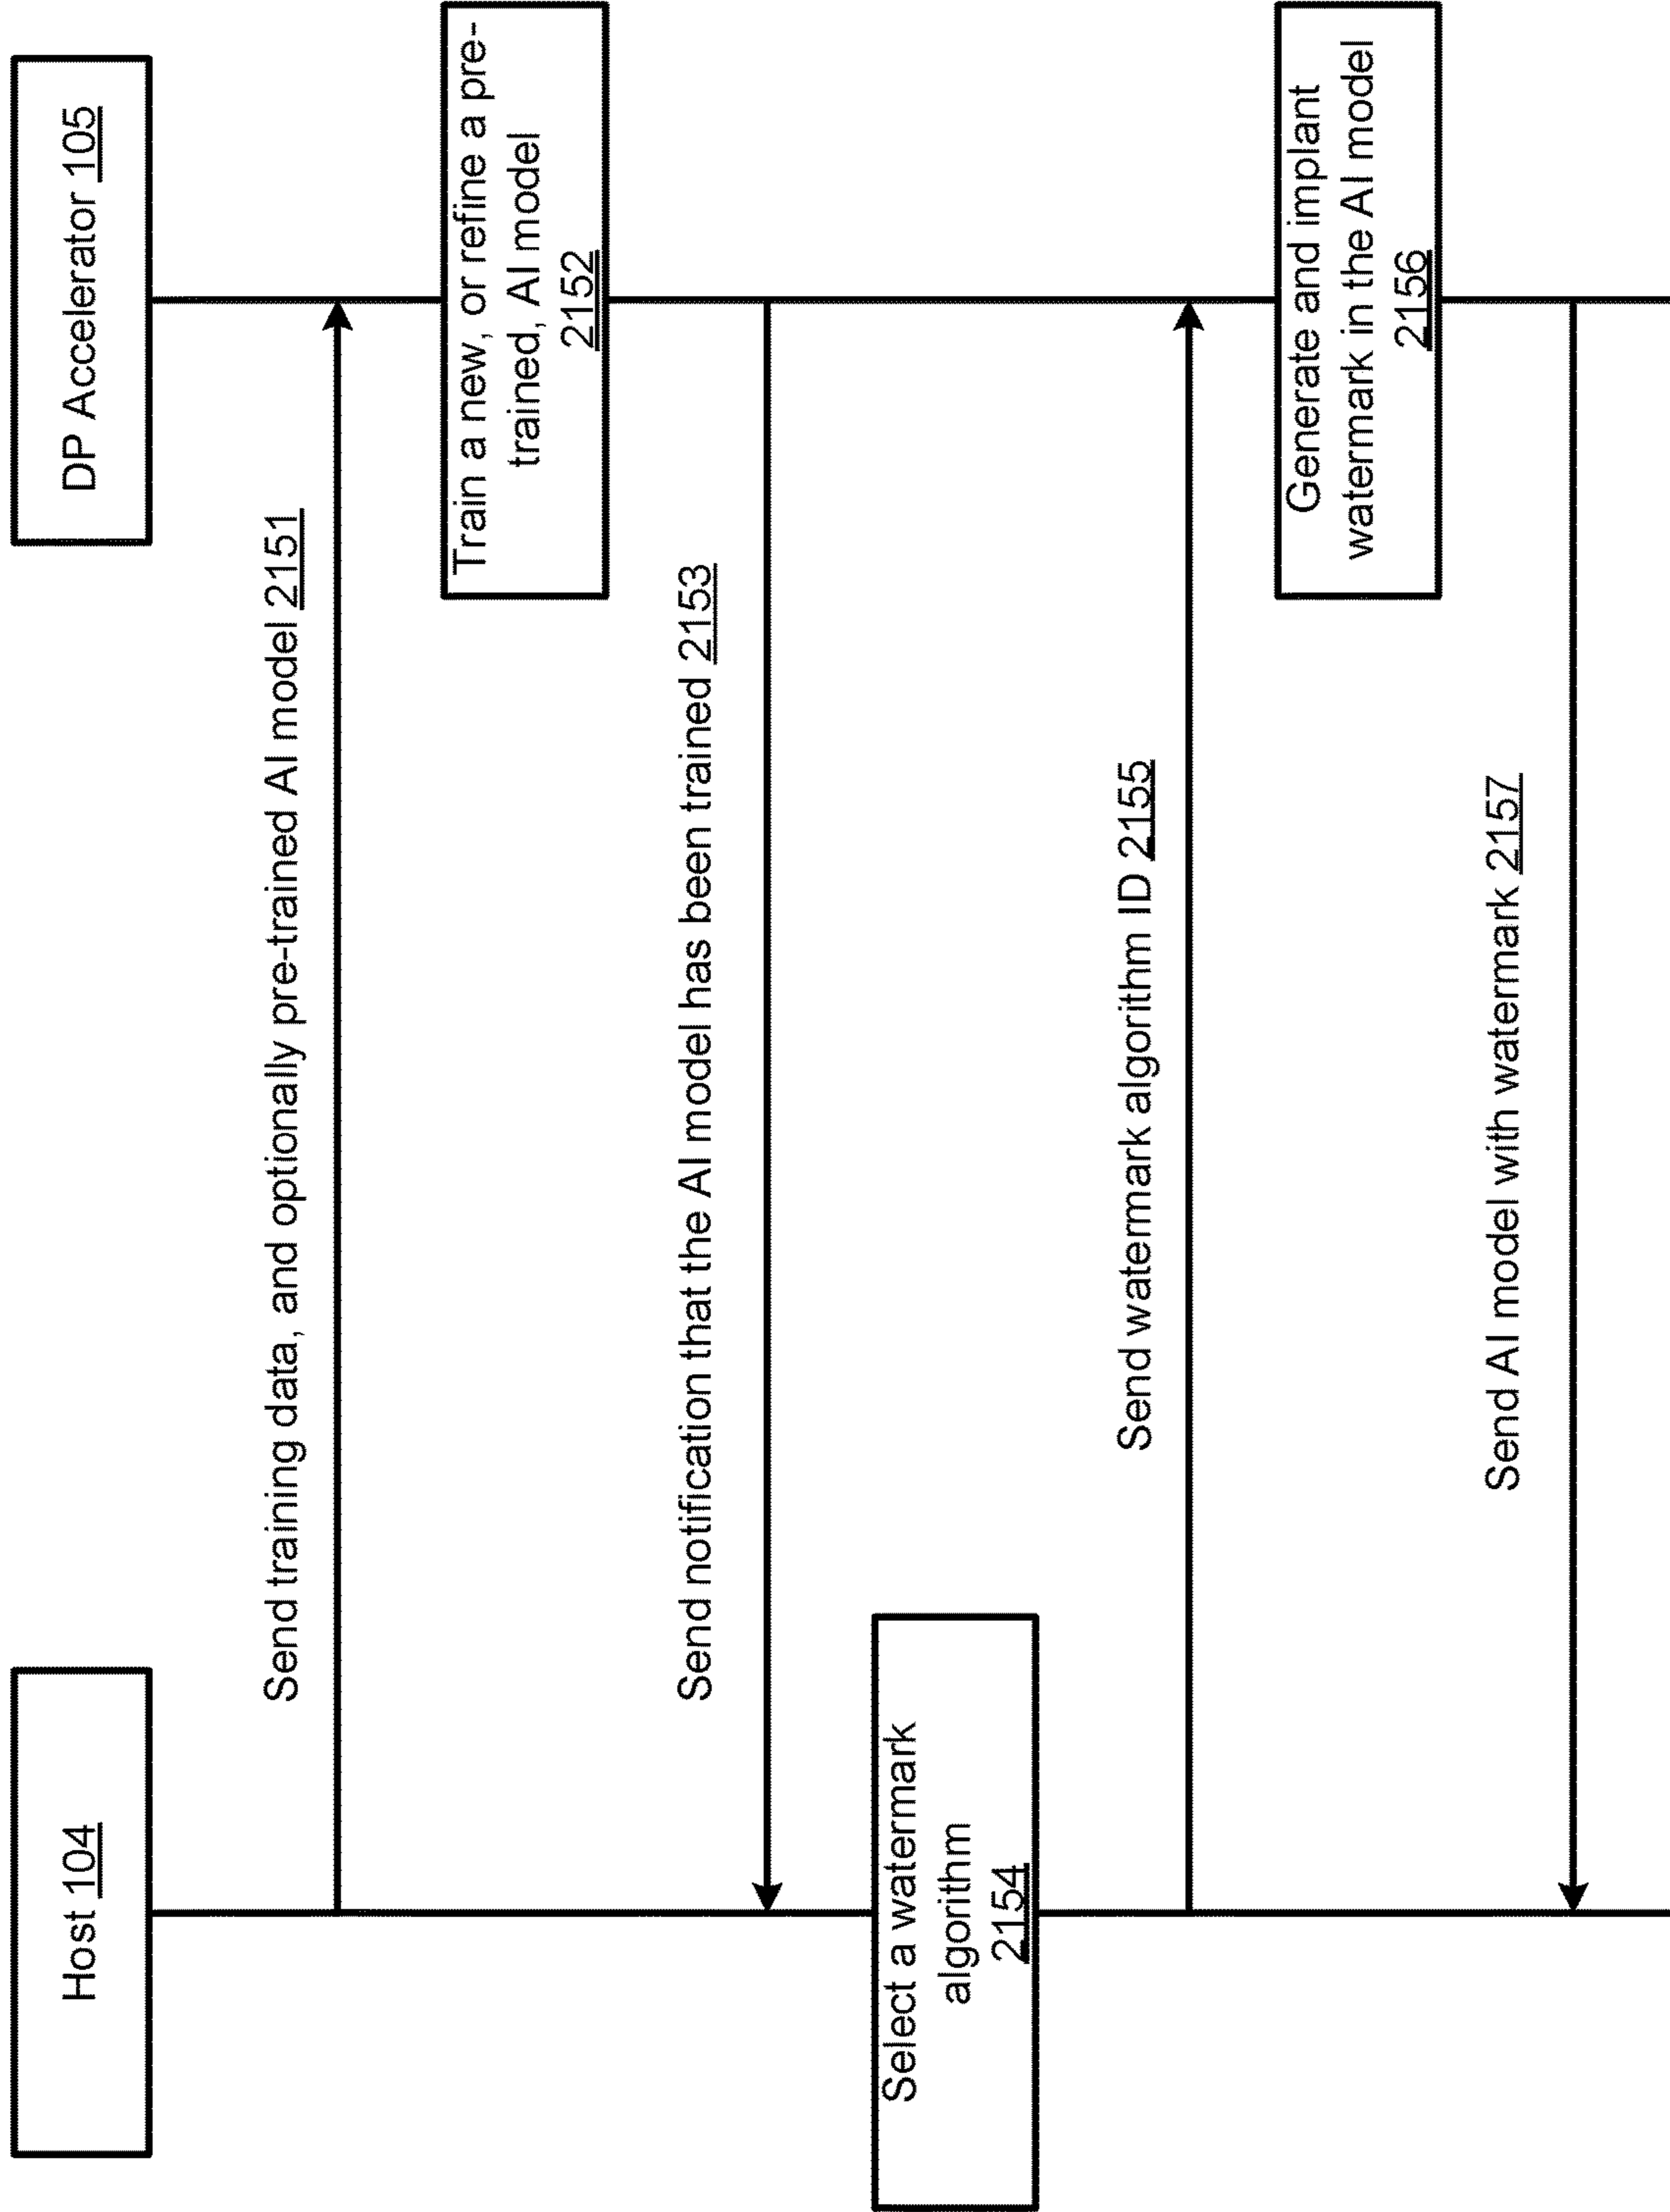 Host 104
DP Accelerator 105
Send training data, and optionally pre-trained AI model 2151
Train a new, or refine a pre-
trained, AI model
2152
Send notification that the AI model has been trained 2153
Select a watermark
algorithm
2154
Send watermark algorithm ID 2155
Generate and implant
watermark in the AI model
2156
Send AI model with watermark 2157